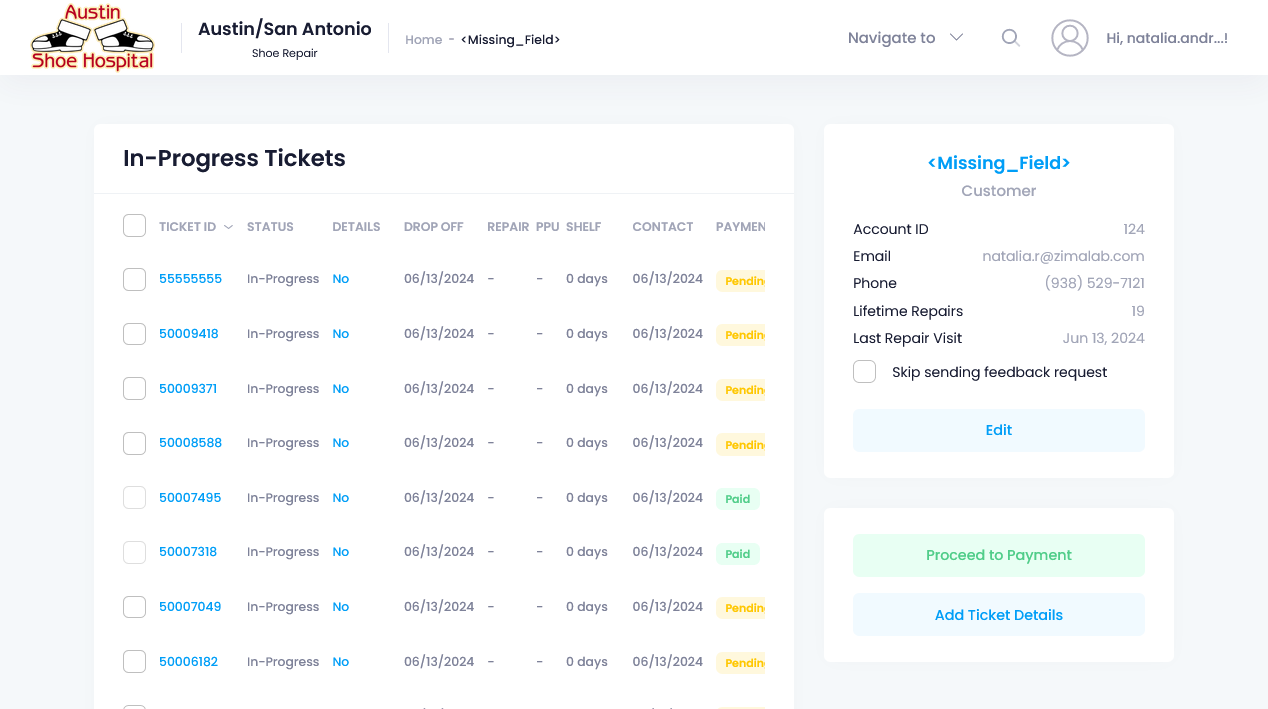 Austin
Shoe Hospital
Austin/San Antonio
Shoe Repair
Home - <Missing_Field>
Navigate to
Hi, natalia.andr...!
In-Progress Tickets
TICKET ID STATUS DETAILS DROP OFF REPAIR PPU SHELF CONTACT PAYMEN
55555555 In-Progress No 06/13/2024 - - 0 days 06/13/2024 Pendin
50009418 In-Progress No 06/13/2024 - - 0 days 06/13/2024 Pendin
50009371 In-Progress No 06/13/2024 - - 0 days 06/13/2024 Pendin
50008588 In-Progress No 06/13/2024 - - 0 days 06/13/2024 Pendin
50007495 In-Progress No 06/13/2024 - - 0 days 06/13/2024 Paid
50007318 In-Progress No 06/13/2024 - - 0 days 06/13/2024 Paid
50007049 In-Progress No 06/13/2024 - - 0 days 06/13/2024 Pendin
50006182 In-Progress No 06/13/2024 - - 0 days 06/13/2024 Pendin
<Missing_Field>
Customer
Account ID 124
Email natalia.r@zimalab.com
Phone (938) 529-7121
Lifetime Repairs 19
Last Repair Visit Jun 13, 2024
Skip sending feedback request
Edit
Proceed to Payment
Add Ticket Details